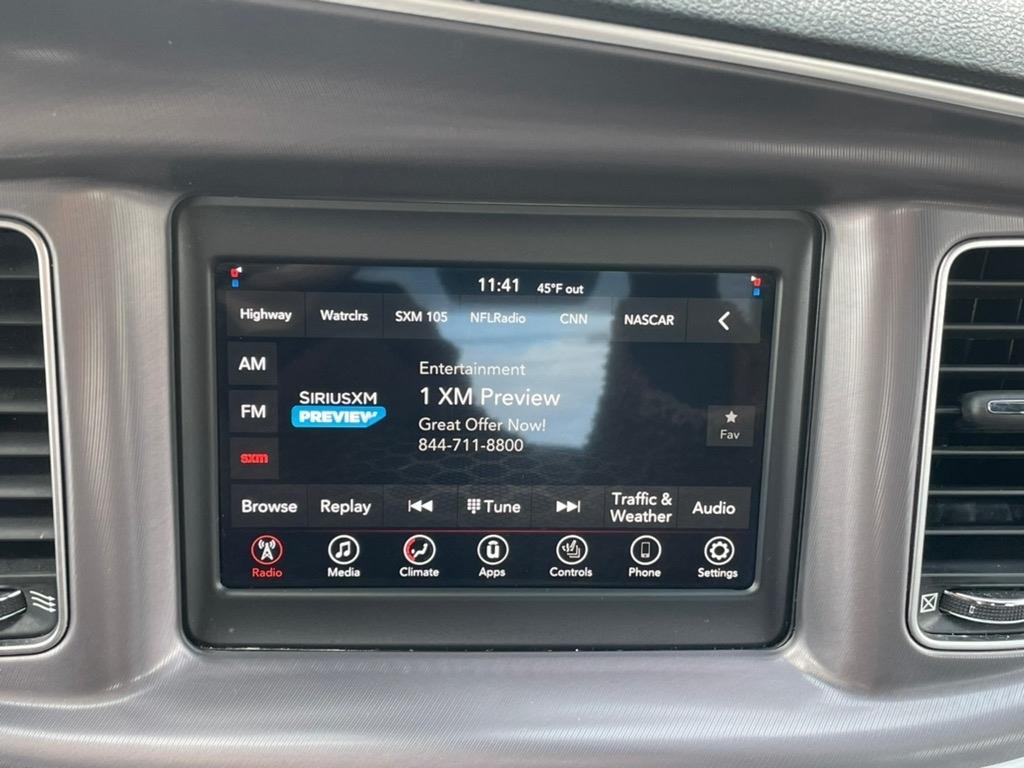 11:41 45°F out
Highway Watrclrs SXM 105 NFLRadio CNN NASCAR
AM
FM
sxm
SIRIUSXM
PREVIEW
Entertainment
1 XM Preview
Great Offer Now!
844-711-8800
Fav
Browse Replay Tune Traffic & Weather Audio
Radio Media Climate Apps Controls Phone Settings